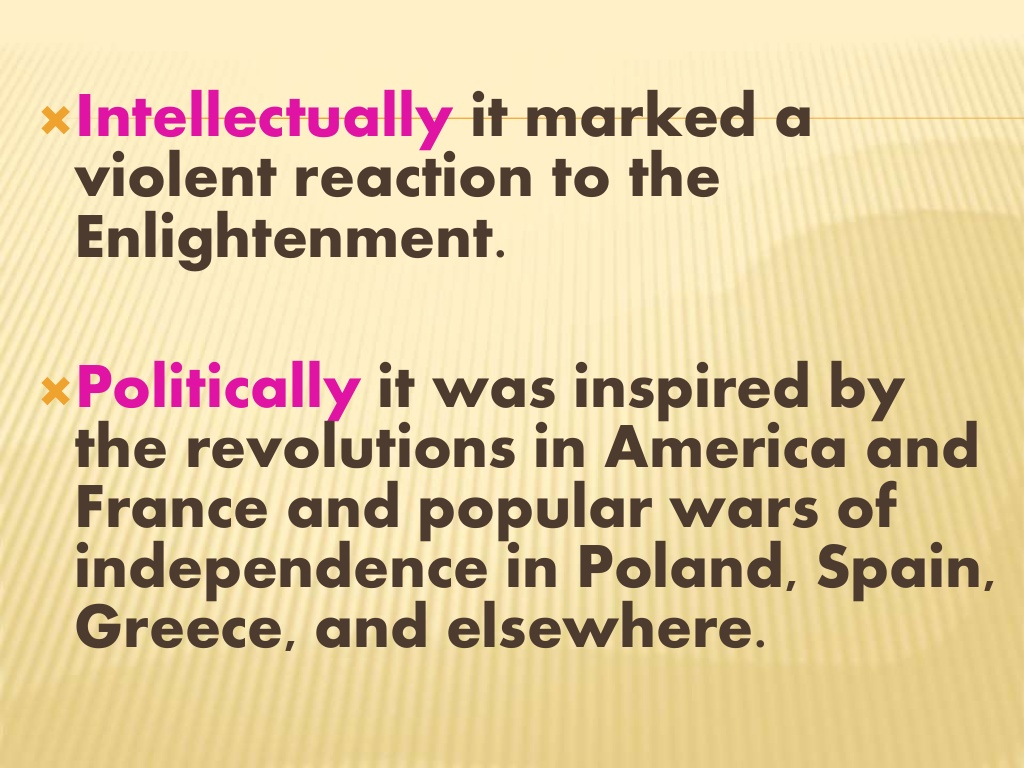 Intellectually it marked a
violent reaction to the
Enlightenment.
Politically it was inspired by
the revolutions in America and
France and popular wars of
independence in Poland, Spain,
Greece, and elsewhere.